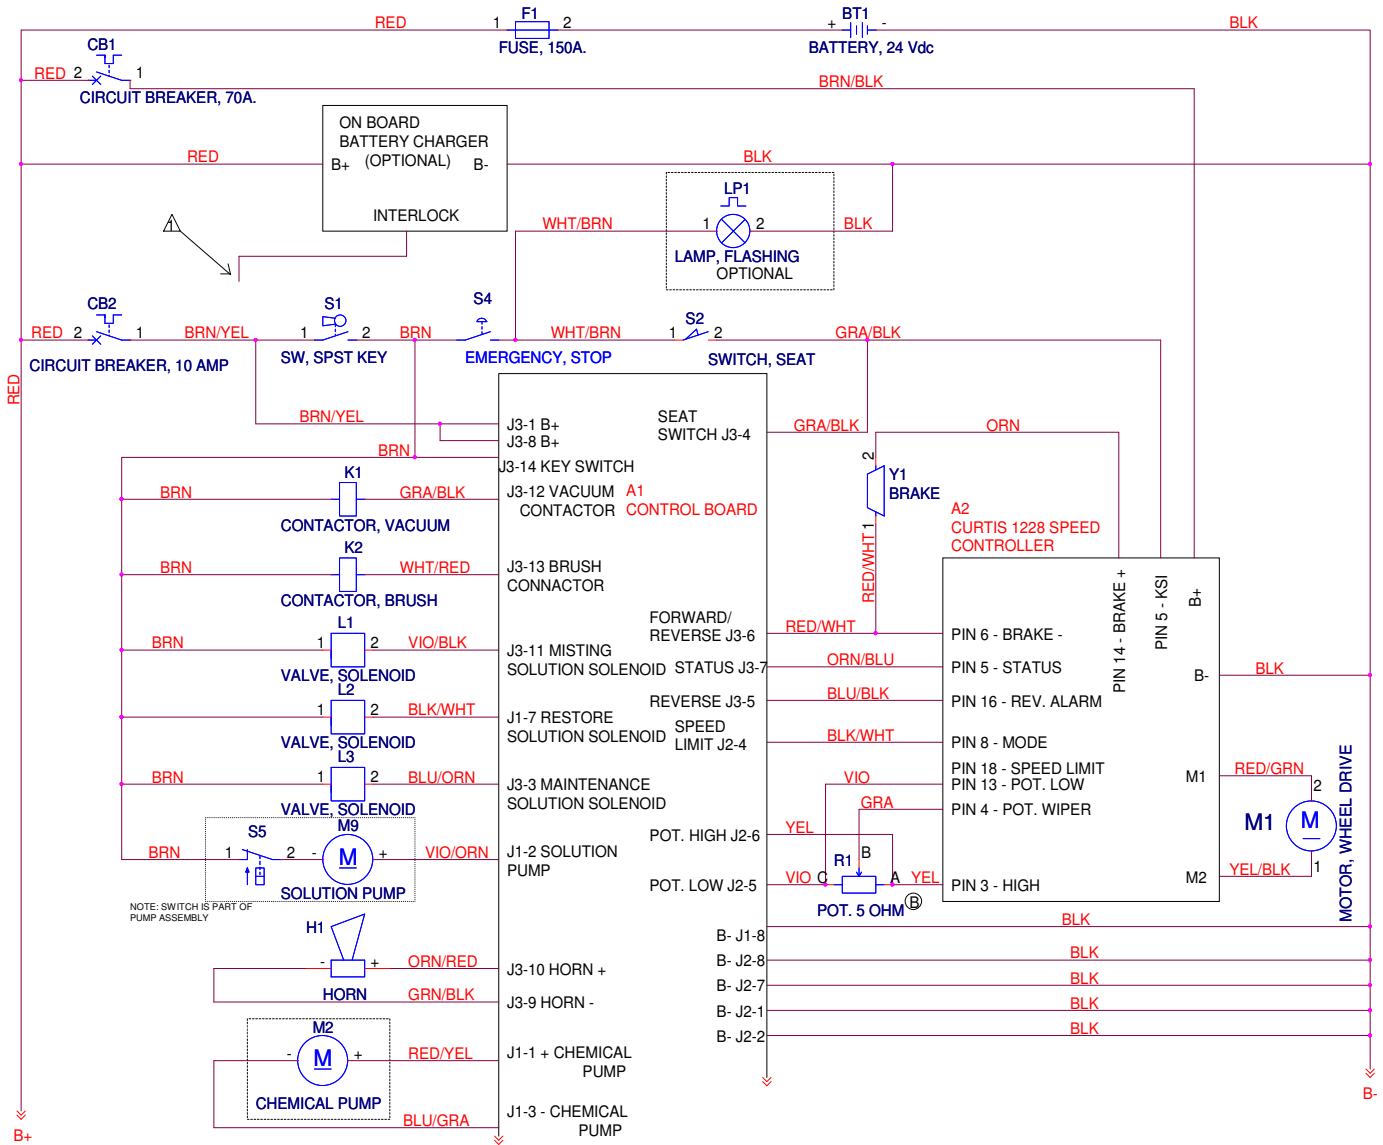 RED 1 F1 2 + BT1 - BLK
FUSE, 150A. BATTERY, 24 Vdc
CB1
RED 2 1 BRN/BLK
CIRCUIT BREAKER, 70A.
ON BOARD
BATTERY CHARGER
(OPTIONAL)
RED B+ B- BLK
INTERLOCK
1
LP1
WHT/BRN 1 2 BLK
LAMP, FLASHING
OPTIONAL
CB2 S1 S4 S2
RED 2 1 BRN/YEL 1 2 BRN WHT/BRN 1 2 GRA/BLK
CIRCUIT BREAKER, 10 AMP SW, SPST KEY EMERGENCY, STOP SWITCH, SEAT
RED
BRN/YEL J3-1 B+
J3-8 B+
SEAT
SWITCH J3-4 GRA/BLK ORN
BRN J3-14 KEY SWITCH
K1
BRN GRA/BLK J3-12 VACUUM
CONTACTOR
CONTACTOR, VACUUM
A1
CONTROL BOARD
2
Y1
BRAKE
1
RED/WHT
A2
CURTIS 1228 SPEED
CONTROLLER
K2
BRN WHT/RED J3-13 BRUSH
CONNACTOR
CONTACTOR, BRUSH
PIN 14 - BRAKE +
PIN 5 - KSI
B+
FORWARD/
REVERSE J3-6 RED/WHT PIN 6 - BRAKE -
L1
BRN 1 2 VIO/BLK J3-11 MISTING
SOLUTION SOLENOID
VALVE, SOLENOID
STATUS J3-7 ORN/BLU PIN 5 - STATUS
B- BLK
L2
1 2 BLK/WHT J1-7 RESTORE
SOLUTION SOLENOID
VALVE, SOLENOID
REVERSE J3-5 BLU/BLK PIN 16 - REV. ALARM
SPEED
LIMIT J2-4 BLK/WHT PIN 8 - MODE
L3
BRN 1 2 BLU/ORN J3-3 MAINTENANCE
SOLUTION SOLENOID
VALVE, SOLENOID
PIN 18 - SPEED LIMIT
VIO PIN 13 - POT. LOW
GRA PIN 4 - POT. WIPER
M1 RED/GRN
2
M1 M
1
M2 YEL/BLK
MOTOR, WHEEL DRIVE
POT. HIGH J2-6 YEL
B
R1
POT. LOW J2-5 VIO C A YEL PIN 3 - HIGH
POT. 5 OHM B
S5 M9
BRN 1 2 - M + VIO/ORN J1-2 SOLUTION
PUMP
SOLUTION PUMP
NOTE: SWITCH IS PART OF
PUMP ASSEMBLY
B- J1-8 BLK
B- J2-8 BLK
B- J2-7 BLK
B- J2-1 BLK
B- J2-2 BLK
H1
- + ORN/RED J3-10 HORN +
HORN GRN/BLK J3-9 HORN -
M2
- M + RED/YEL J1-1 + CHEMICAL
PUMP
CHEMICAL PUMP
BLU/GRA J1-3 - CHEMICAL
PUMP
B+ B-